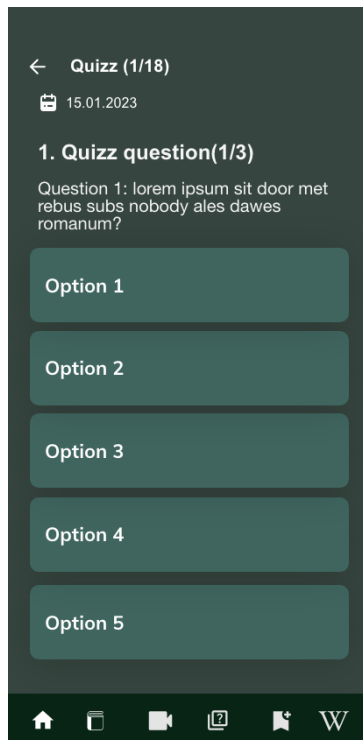 Quizz (1/18)
15.01.2023
1. Quizz question(1/3)
Question 1: lorem ipsum sit door met
rebus subs nobody ales dawes
romanum?
Option 1
Option 2
Option 3
Option 4
Option 5
?
W